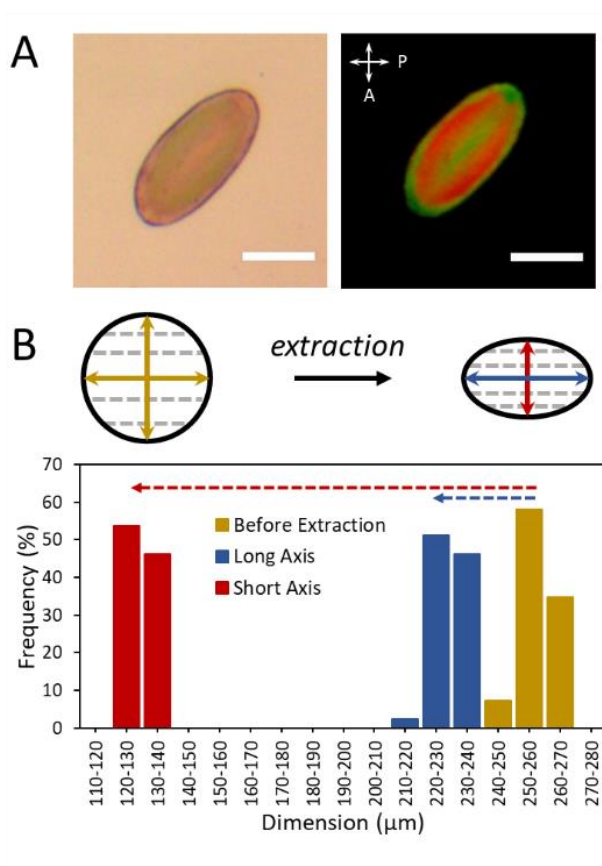 A
P
A
B
extraction
70
60
50
40
30
20
10
0
Frequency (%)
Before Extraction
Long Axis
Short Axis
110-120
120-130
130-140
140-150
150-160
160-170
170-180
180-190
190-200
200-210
210-220
220-230
230-240
240-250
250-260
260-270
270-280
Dimension (µm)